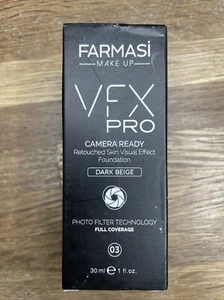 FARMASi
MAKE UP
VFX
PRO
CAMERA READY
Retouched Skin Visual Effect
Foundation
DARK BEIGE
PHOTO FILTER TECHNOLOGY
FULL COVERAGE
03
30 ml ℮ 1 fl.oz.